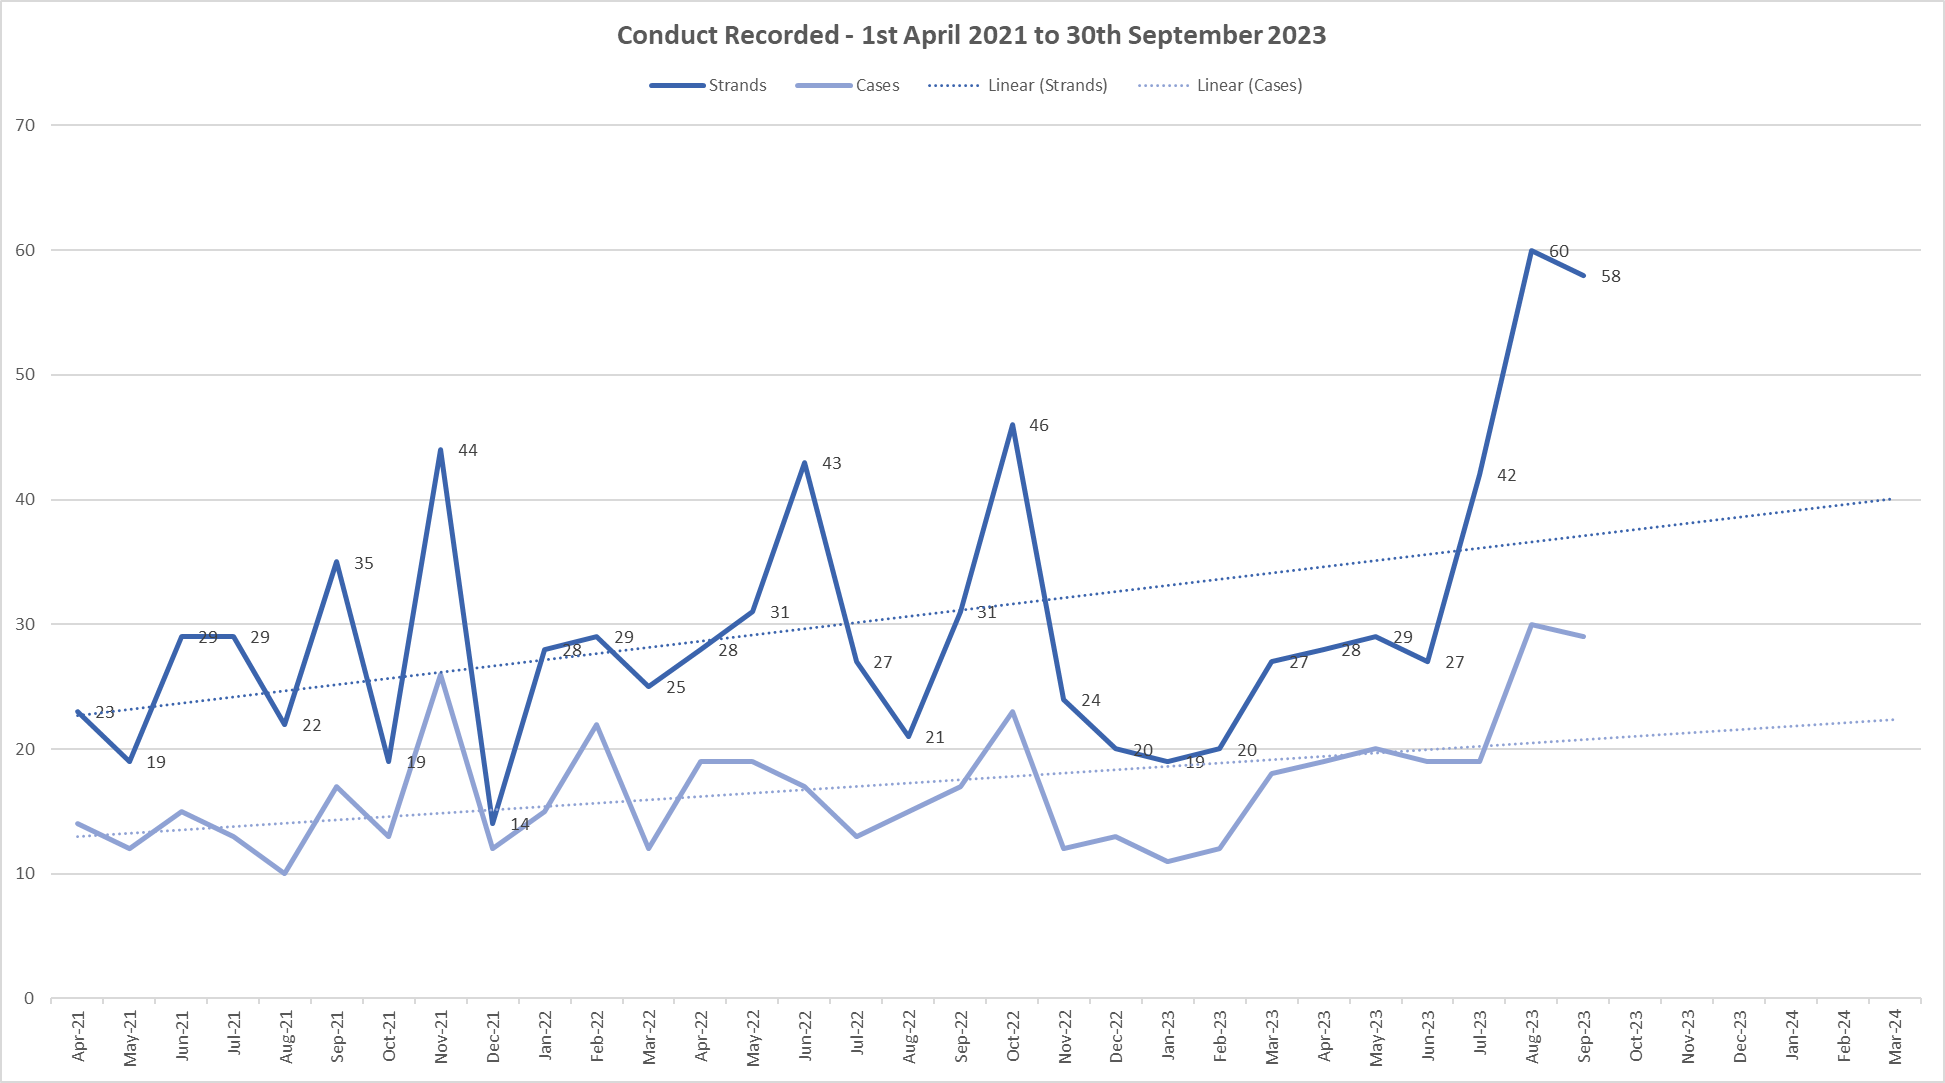 Conduct Recorded - 1st April 2021 to 30th September 2023
Strands Cases Linear (Strands) Linear (Cases)
70
60
50
40
30
20
10
0
23
19
29
29
22
35
19
44
14
28
29
25
28
31
43
27
21
31
46
24
20
19
20
27
28
29
27
42
60
58
Apr-21
May-21
Jun-21
Jul-21
Aug-21
Sep-21
Oct-21
Nov-21
Dec-21
Jan-22
Feb-22
Mar-22
Apr-22
May-22
Jun-22
Jul-22
Aug-22
Sep-22
Oct-22
Nov-22
Dec-22
Jan-23
Feb-23
Mar-23
Apr-23
May-23
Jun-23
Jul-23
Aug-23
Sep-23
Oct-23
Nov-23
Dec-23
Jan-24
Feb-24
Mar-24